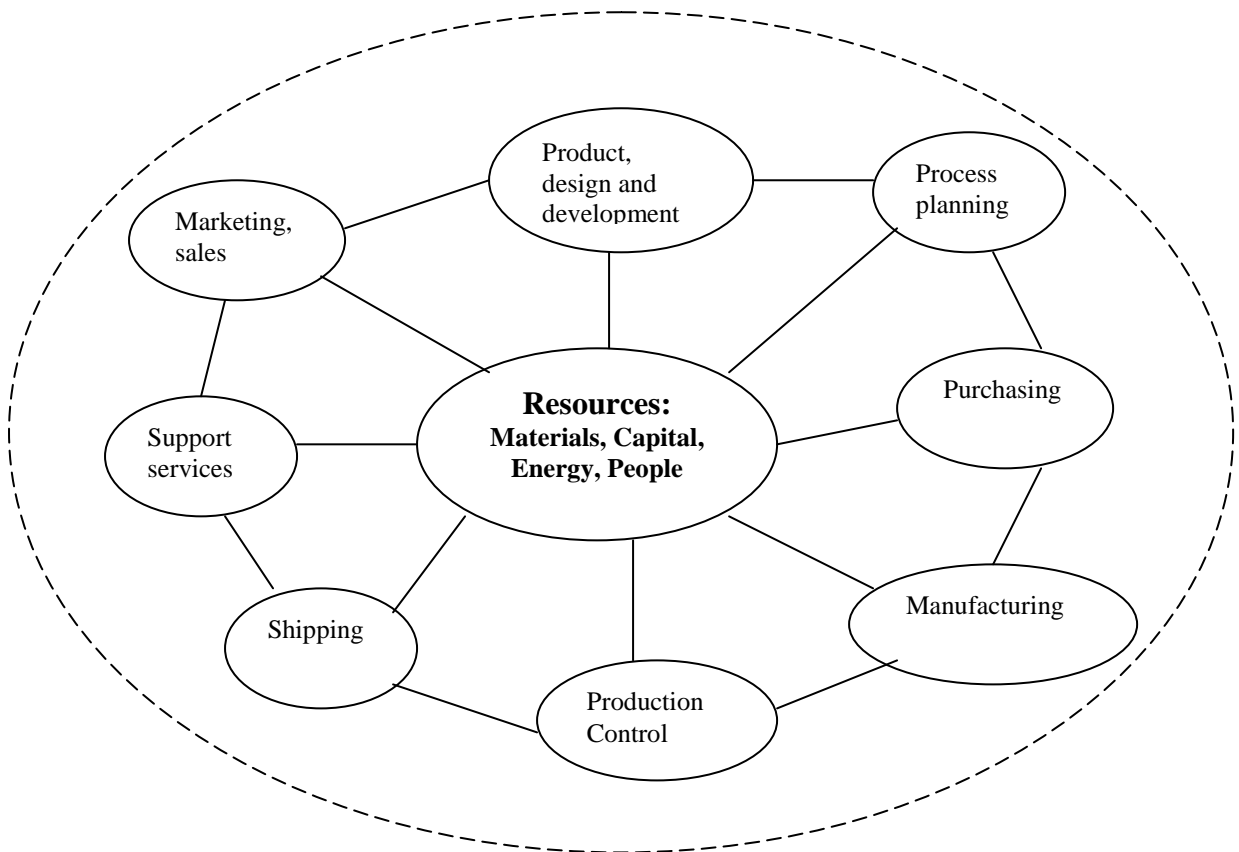 Product,
design and
development
Process
planning
Marketing,
sales
Resources:
Materials, Capital,
Energy, People
Purchasing
Support
services
Manufacturing
Shipping
Production
Control